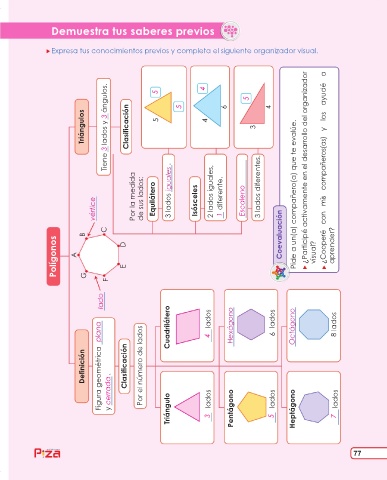 Demuestra tus saberes previos
▸ Expresa tus conocimientos previos y completa el siguiente organizador visual.
Polígonos
Definición
Figura geométrica plana
y cerrada.
Clasificación
Por el número de lados
Triángulo
3 lados
Cuadrilátero
4 lados
Pentágono
5 lados
Hexágono
6 lados
Heptágono
7 lados
Octágono
8 lados
lado
vértice
A
B
C
D
E
F
G
Triángulos
Tiene 3 lados y 3 ángulos.
Clasificación
Por la medida
de sus lados:
Equilátero
3 lados iguales.
5
5
5
Isósceles
2 lados iguales,
1 diferente.
4
4
6
Escaleno
3 lados diferentes.
3
5
4
Coevaluación
Pide a un(a) compañero(a) que te evalúe.
▸ ¿Participé activamente en el desarrollo del organizador
visual?
▸ ¿Cooperé con mis compañeros(as) y los ayudé a
aprender?
Piza
77